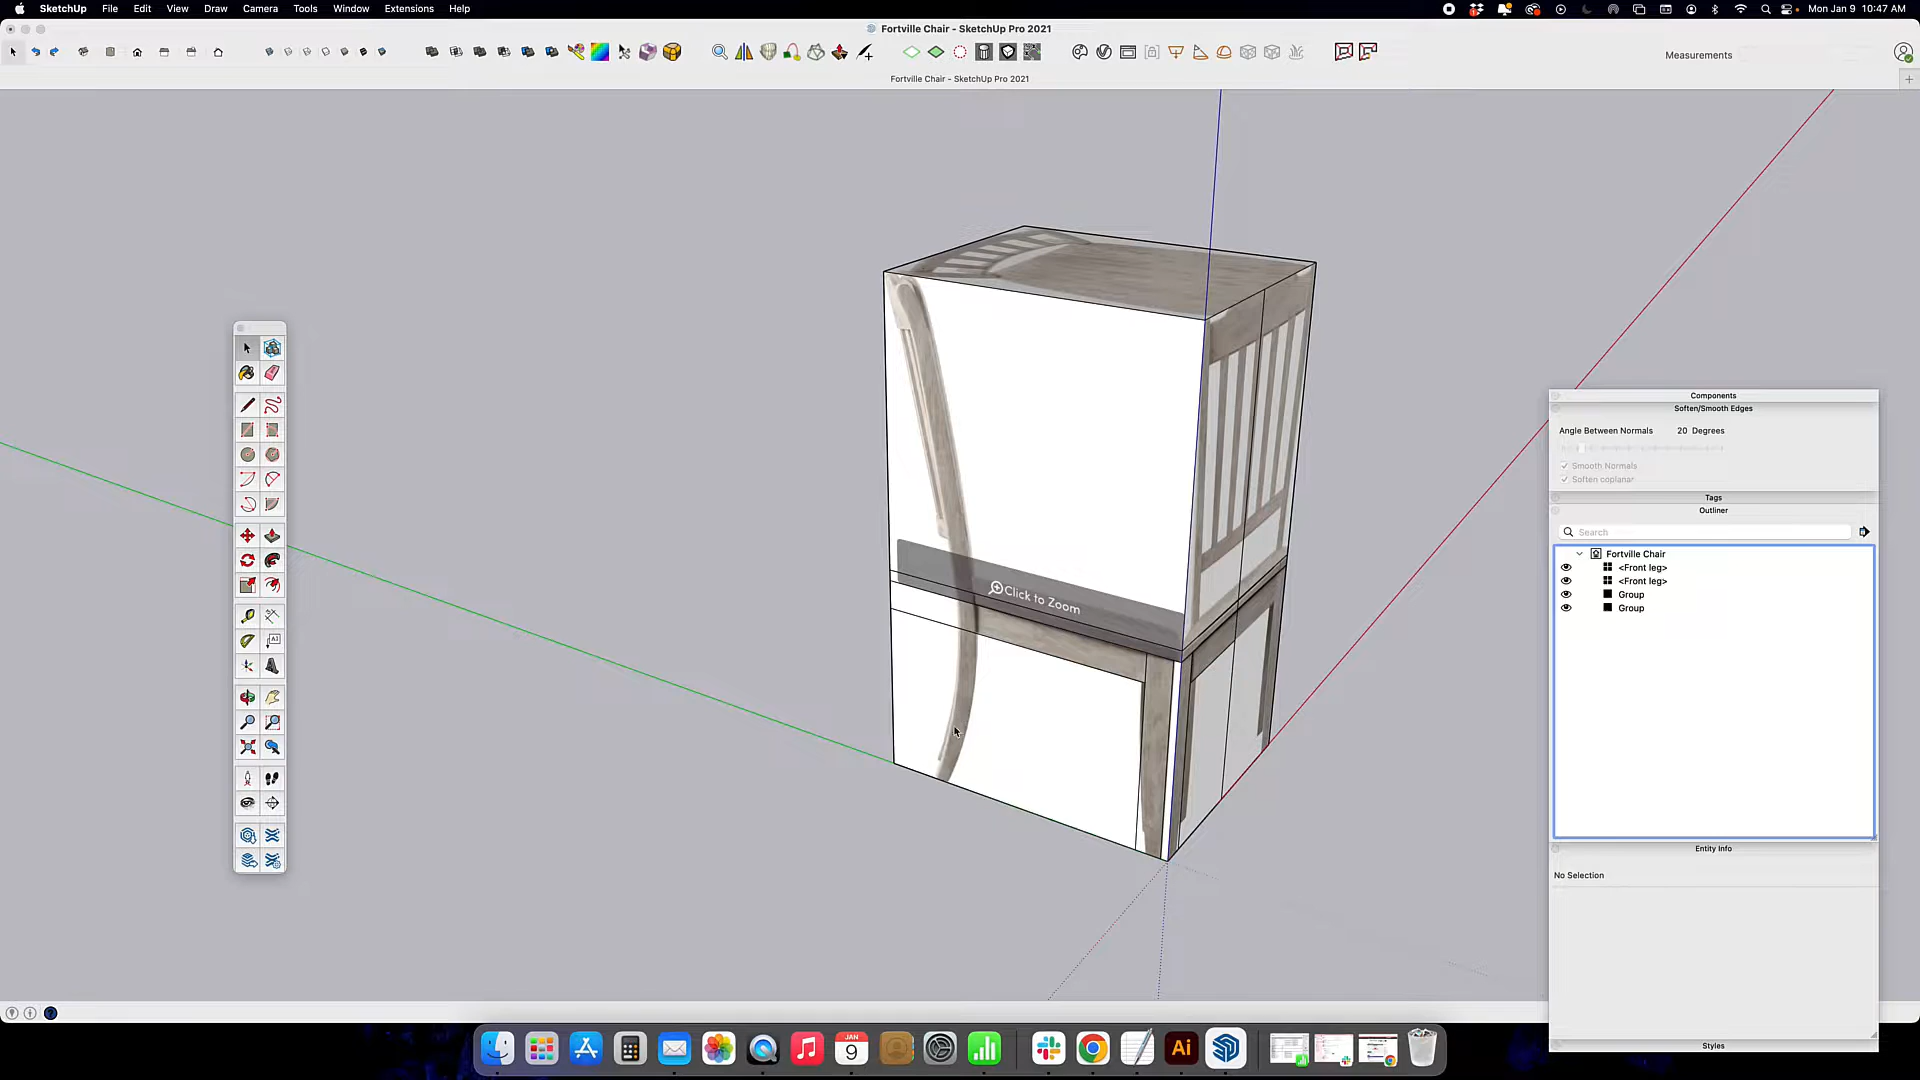 SketchUp File Edit View Draw Camera Tools Window Extensions Help
Mon Jan 9 10:47 AM
Fortville Chair - SketchUp Pro 2021
Measurements
Fortville Chair - SketchUp Pro 2021
Click to Zoom
Components
Soften/Smooth Edges
Angle Between Normals 20 Degrees
Smooth Normals
Soften coplanar
Tags
Outliner
Search
Fortville Chair
<Front leg>
<Front leg>
Group
Group
Entity Info
No Selection
Styles
JAN
9
Ai